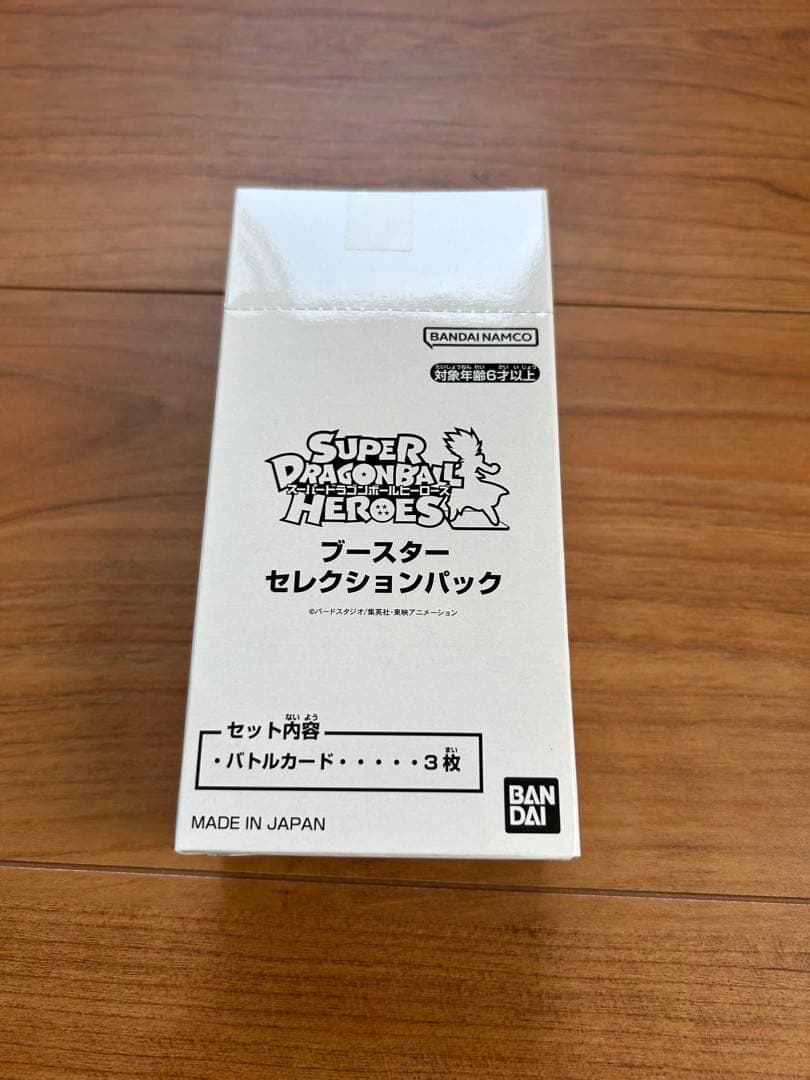 BANDAI NAMCO
たいしょうねんれい さいいじょう
対象年齢6才以上
SUPER
DRAGONBALL
スーパードラゴンボールヒーローズ
HEROES
ブースター
セレクションパック
©バードスタジオ/集英社・東映アニメーション
ないよう
セット内容
まい
・バトルカード・・・・・3枚
MADE IN JAPAN
BAN
DAI